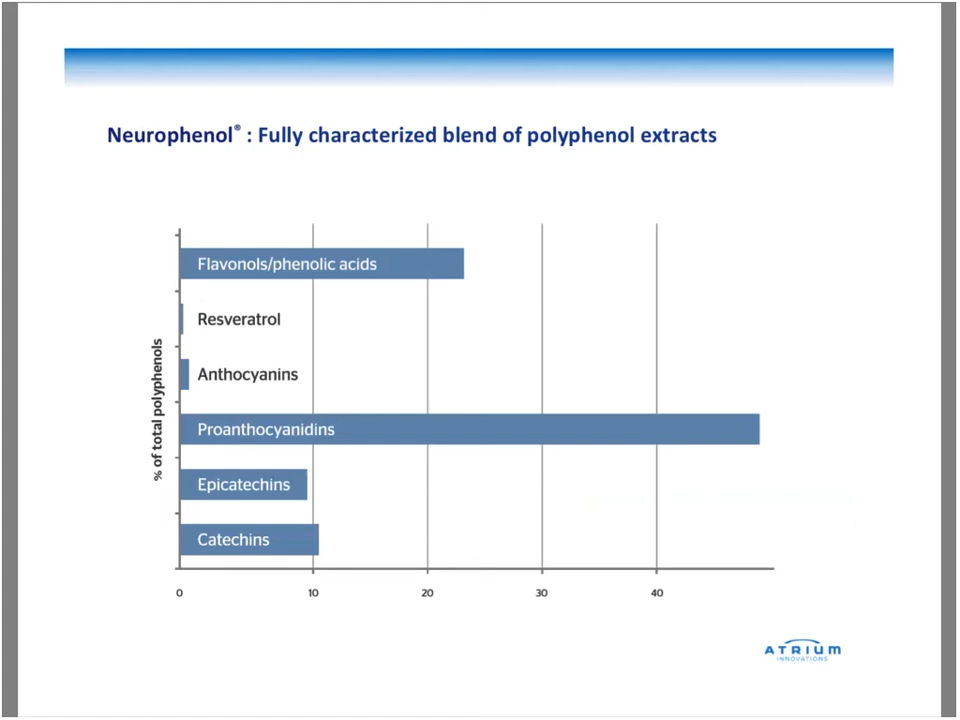 Neurophenol® : Fully characterized blend of polyphenol extracts
% of total polyphenols
Flavonols/phenolic acids
Resveratrol
Anthocyanins
Proanthocyanidins
Epicatechins
Catechins
0 10 20 30 40
ATRIUM
INNOVATIONS